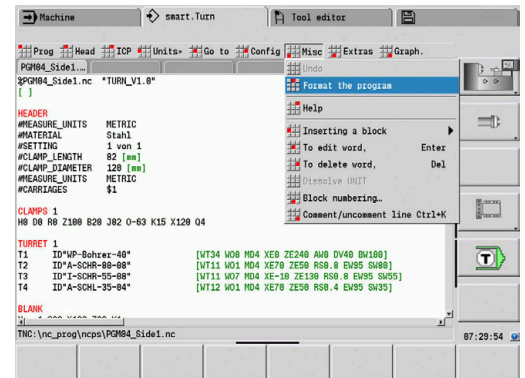 Machine
smart.Turn
Tool editor
Prog Head ICP Units» Go to Config Misc Extras Graph.
PGM04_Side1....
%PGM04_Side1.nc "TURN_V1.0"
[ ]
HEADER
#MEASURE_UNITS METRIC
#MATERIAL Stahl
#SETTING 1 von 1
#CLAMP_LENGTH 82 [mm]
#CLAMP_DIAMETER 120 [mm]
#MEASURE_UNITS METRIC
#CARRIAGES $1
CLAMPS 1
H0 D0 R0 Z100 B20 J02 O-63 K15 X120 Q4
TURRET 1
T1 ID"WP-Bohrer-40" [WT34 WO0 MD4 XE0 ZE240 AW0 DV40 BW180]
T2 ID"A-SCHR-80-08" [WT11 WO1 MD4 XE70 ZE50 RS0.8 EW95 SW80]
T3 ID"I-SCHR-55-08" [WT11 WO7 MD4 XE-10 ZE130 RS0.8 EW95 SW55]
T4 ID"A-SCHL-35-04" [WT12 WO1 MD4 XE70 ZE50 RS0.4 EW95 SW35]
BLANK
Undo
Format the program
Help
Inserting a block
To edit word, Enter
To delete word, Del
Dissolve UNIT
Block numbering…
Comment/uncomment line Ctrl+K
TNC:\nc_prog\ncps\PGM04_Side1.nc
T
07:29:54